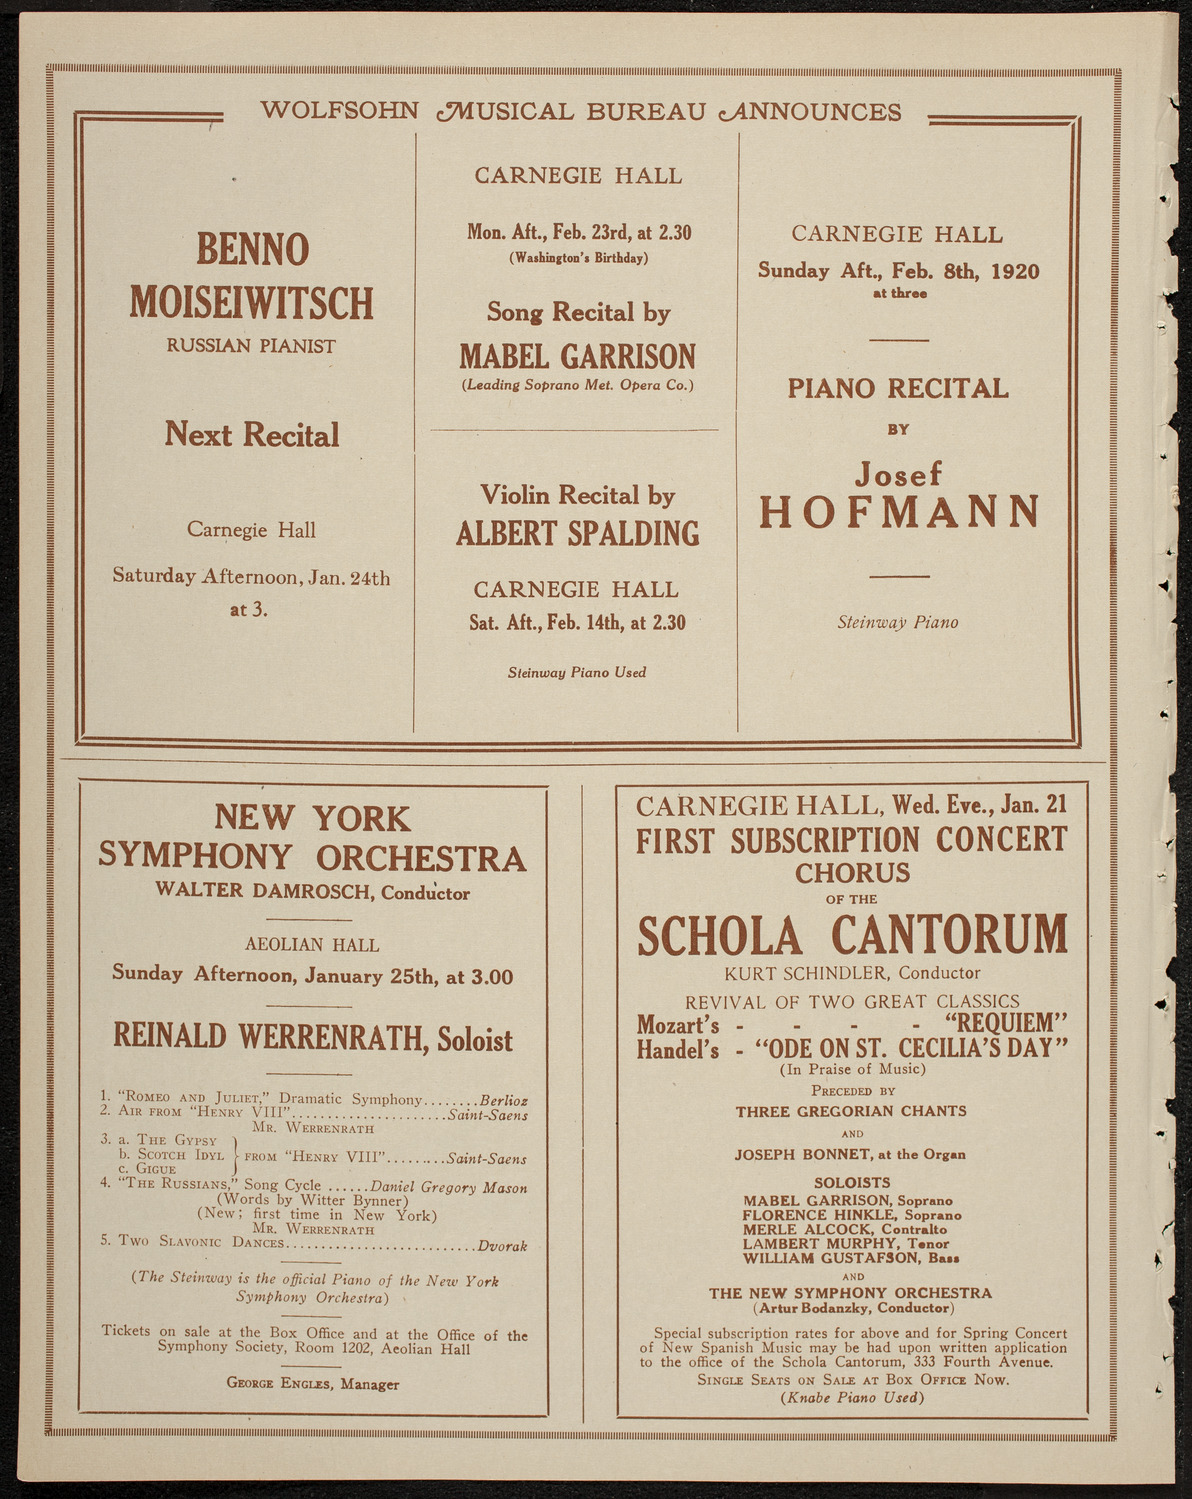 WOLFSOHN MUSICAL BUREAU ANNOUNCES
BENNO
MOISEIWITSCH
RUSSIAN PIANIST
Next Recital
Carnegie Hall
Saturday Afternoon, Jan. 24th
at 3.
CARNEGIE HALL
Mon. Aft., Feb. 23rd, at 2.30
(Washington's Birthday)
Song Recital by
MABEL GARRISON
(Leading Soprano Met. Opera Co.)
Violin Recital by
ALBERT SPALDING
CARNEGIE HALL
Sat. Aft., Feb. 14th, at 2.30
Steinway Piano Used
CARNEGIE HALL
Sunday Aft., Feb. 8th, 1920
at three
PIANO RECITAL
BY
Josef
HOFMANN
Steinway Piano
NEW YORK
SYMPHONY ORCHESTRA
WALTER DAMROSCH, Conductor
AEOLIAN HALL
Sunday Afternoon, January 25th, at 3.00
REINALD WERRENRATH, Soloist
1. "ROMEO AND JULIET," Dramatic Symphony........Berlioz
2. AIR FROM "HENRY VIII"......................Saint-Saens
MR. WERRENRATH
3. a. THE GYPSY
b. SCOTCH IDYL } FROM "HENRY VIII".........Saint-Saens
c. GIGUE
4. "THE RUSSIANS," Song Cycle ......Daniel Gregory Mason
(Words by Witter Bynner)
(New; first time in New York)
MR. WERRENRATH
5. TWO SLAVONIC DANCES...........................Dvorak
(The Steinway is the official Piano of the New York
Symphony Orchestra)
Tickets on sale at the Box Office and at the Office of the
Symphony Society, Room 1202, Aeolian Hall
GEORGE ENGLES, Manager
CARNEGIE HALL, Wed. Eve., Jan. 21
FIRST SUBSCRIPTION CONCERT
CHORUS
OF THE
SCHOLA CANTORUM
KURT SCHINDLER, Conductor
REVIVAL OF TWO GREAT CLASSICS
Mozart's - - - - "REQUIEM"
Handel's - "ODE ON ST. CECILIA'S DAY"
(In Praise of Music)
PRECEDED BY
THREE GREGORIAN CHANTS
AND
JOSEPH BONNET, at the Organ
SOLOISTS
MABEL GARRISON, Soprano
FLORENCE HINKLE, Soprano
MERLE ALCOCK, Contralto
LAMBERT MURPHY, Tenor
WILLIAM GUSTAFSON, Bass
AND
THE NEW SYMPHONY ORCHESTRA
(Artur Bodanzky, Conductor)
Special subscription rates for above and for Spring Concert
of New Spanish Music may be had upon written application
to the office of the Schola Cantorum, 333 Fourth Avenue.
SINGLE SEATS ON SALE AT BOX OFFICE NOW.
(Knabe Piano Used)